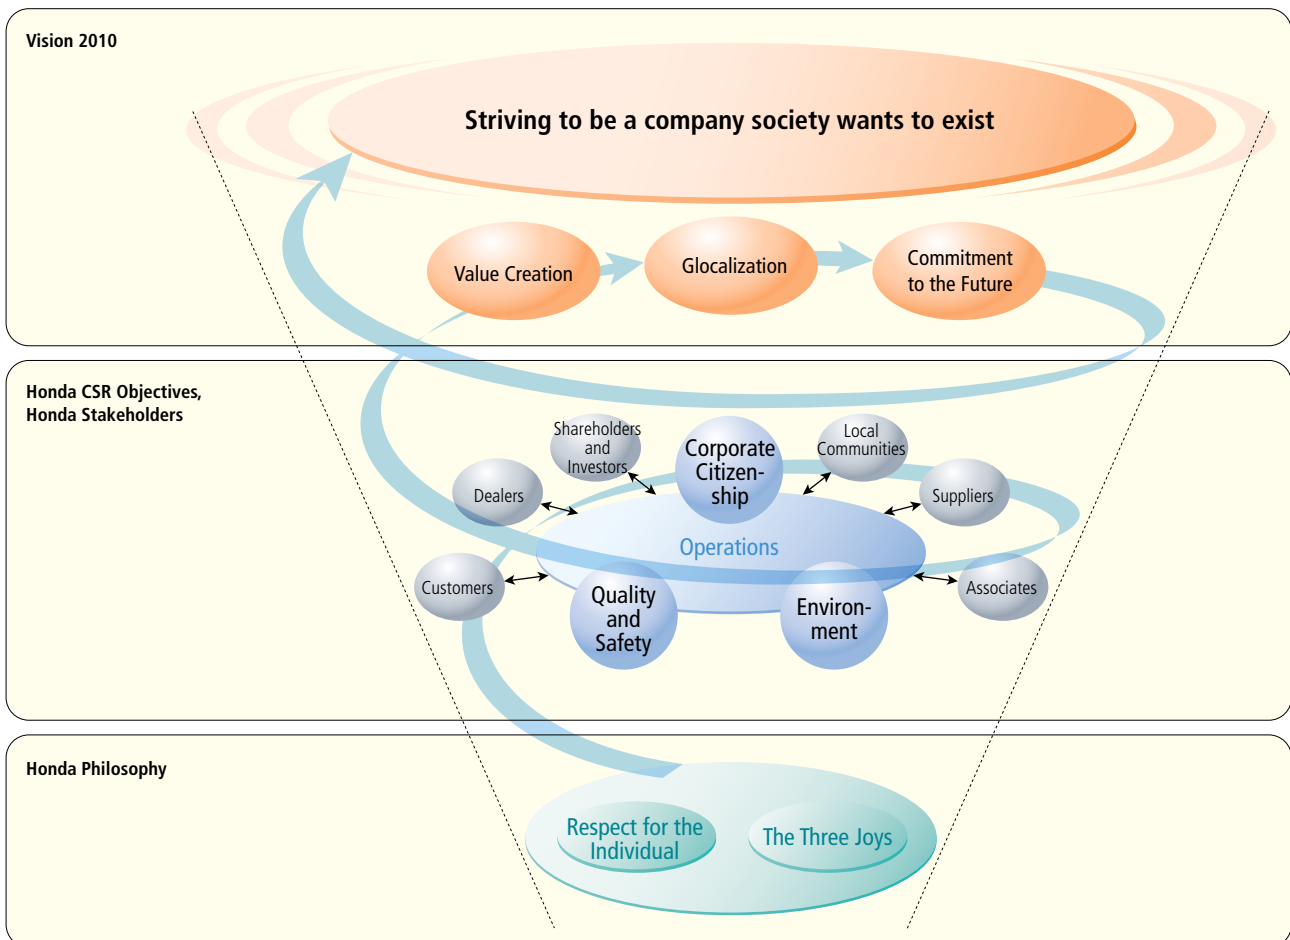 Vision 2010
Striving to be a company society wants to exist
Value Creation
Glocalization
Commitment
to the Future
Honda CSR Objectives,
Honda Stakeholders
Shareholders
and
Investors
Corporate
Citizen-
ship
Local
Communities
Dealers
Suppliers
Operations
Customers
Quality
and
Safety
Environ-
ment
Associates
Honda Philosophy
Respect for the
Individual
The Three Joys